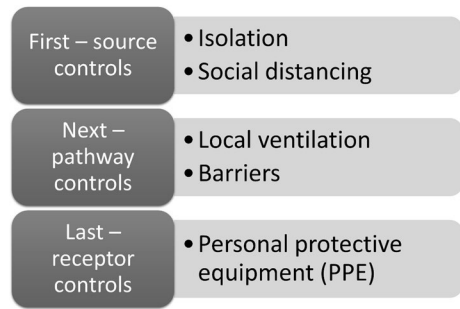 First – source
controls
• Isolation
• Social distancing
Next –
pathway
controls
• Local ventilation
• Barriers
Last –
receptor
controls
• Personal protective
equipment (PPE)